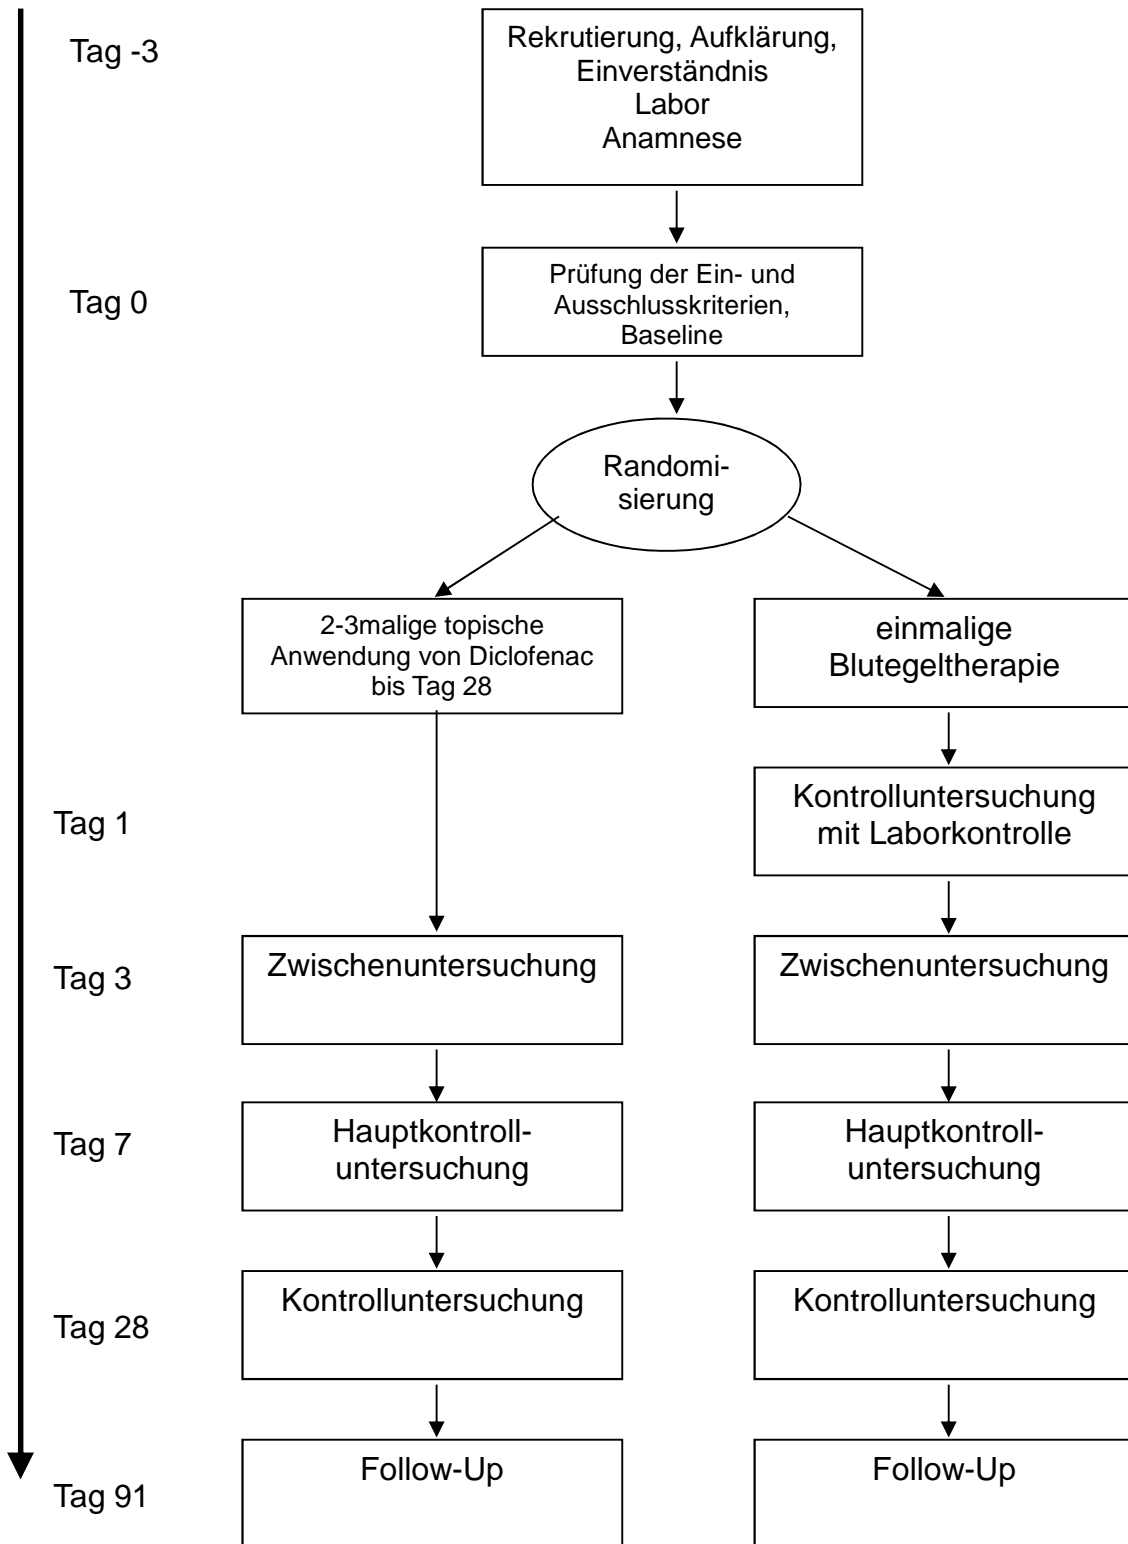 Tag -3
Rekrutierung, Aufklärung,
Einverständnis
Labor
Anamnese
Tag 0
Prüfung der Ein- und
Ausschlusskriterien,
Baseline
Randomi-
sierung
2-3malige topische
Anwendung von Diclofenac
bis Tag 28
einmalige
Blutegeltherapie
Tag 1
Kontrolluntersuchung
mit Laborkontrolle
Tag 3
Zwischenuntersuchung
Zwischenuntersuchung
Tag 7
Hauptkontroll-
untersuchung
Hauptkontroll-
untersuchung
Tag 28
Kontrolluntersuchung
Kontrolluntersuchung
Tag 91
Follow-Up
Follow-Up